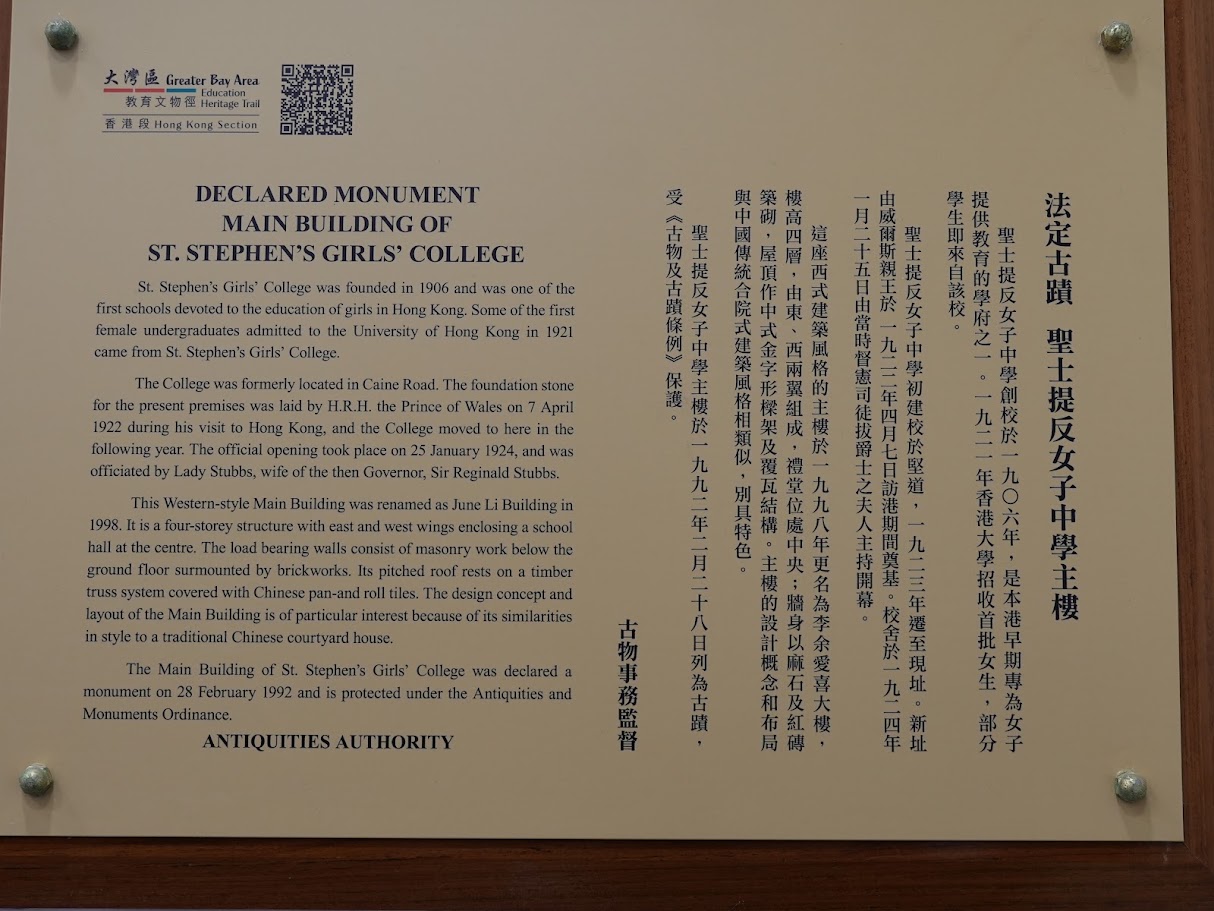 大灣區 Greater Bay Area
Education
教育文物徑 Heritage Trail
香港段 Hong Kong Section
DECLARED MONUMENT
MAIN BUILDING OF
ST. STEPHEN'S GIRLS' COLLEGE
St. Stephen's Girls' College was founded in 1906 and was one of the
first schools devoted to the education of girls in Hong Kong. Some of the first
female undergraduates admitted to the University of Hong Kong in 1921
came from St. Stephen's Girls' College.
The College was formerly located in Caine Road. The foundation stone
for the present premises was laid by H.R.H. the Prince of Wales on 7 April
1922 during his visit to Hong Kong, and the College moved to here in the
following year. The official opening took place on 25 January 1924, and was
officiated by Lady Stubbs, wife of the then Governor, Sir Reginald Stubbs.
This Western-style Main Building was renamed as June Li Building in
1998. It is a four-storey structure with east and west wings enclosing a school
hall at the centre. The load bearing walls consist of masonry work below the
ground floor surmounted by brickworks. Its pitched roof rests on a timber
truss system covered with Chinese pan-and roll tiles. The design concept and
layout of the Main Building is of particular interest because of its similarities
in style to a traditional Chinese courtyard house.
The Main Building of St. Stephen's Girls' College was declared a
monument on 28 February 1992 and is protected under the Antiquities and
Monuments Ordinance.
ANTIQUITIES AUTHORITY
法定古蹟 聖士提反女子中學主樓
聖士提反女子中學創校於一九〇六年，是本港早期專為女子
提供教育的學府之一。一九二一年香港大學招收首批女生，部分
學生即來自該校。
聖士提反女子中學初建校於堅道，一九二三年遷至現址。新址
由威爾斯親王於一九二二年四月七日訪港期間奠基。校舍於一九二四年
一月二十五日由當時督憲司徒拔爵士之夫人主持開幕。
這座西式建築風格的主樓於一九九八年更名為李余愛喜大樓，
樓高四層，由東、西兩翼組成，禮堂位處中央；牆身以麻石及紅磚
築砌，屋頂作中式金字形樑架及覆瓦結構。主樓的設計概念和布局
與中國傳統合院式建築風格相類似，別具特色。
聖士提反女子中學主樓於一九九二年二月二十八日列為古蹟，
受《古物及古蹟條例》保護。
古物事務監督